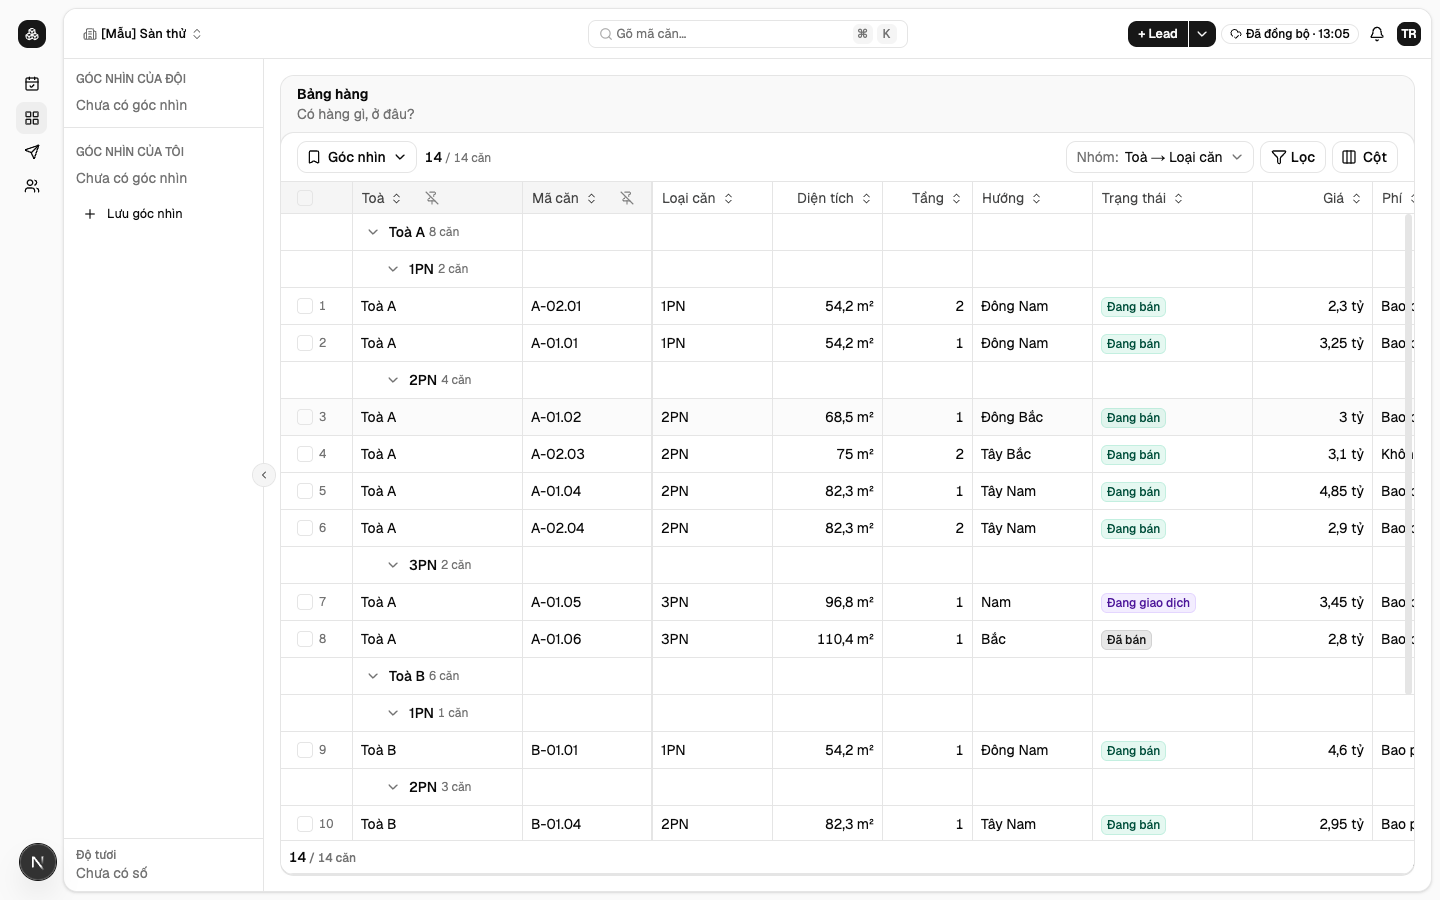 [Mẫu] Sàn thử
Gõ mã căn... ⌘ K
+ Lead
Đã đồng bộ · 13:05
TR
GÓC NHÌN CỦA ĐỘI
Chưa có góc nhìn
GÓC NHÌN CỦA TÔI
Chưa có góc nhìn
+ Lưu góc nhìn
Độ tươi
Chưa có số
N
Bảng hàng
Có hàng gì, ở đâu?
Góc nhìn 14 / 14 căn
Nhóm: Toà → Loại căn Lọc Cột
Toà Mã căn Loại căn Diện tích Tầng Hướng Trạng thái Giá Phí
Toà A 8 căn
1PN 2 căn
1 Toà A A-02.01 1PN 54,2 m² 2 Đông Nam Đang bán 2,3 tỷ Bao
2 Toà A A-01.01 1PN 54,2 m² 1 Đông Nam Đang bán 3,25 tỷ Bao
2PN 4 căn
3 Toà A A-01.02 2PN 68,5 m² 1 Đông Bắc Đang bán 3 tỷ Bao
4 Toà A A-02.03 2PN 75 m² 2 Tây Bắc Đang bán 3,1 tỷ
5 Toà A A-01.04 2PN 82,3 m² 1 Tây Nam Đang bán 4,85 tỷ Bao
6 Toà A A-02.04 2PN 82,3 m² 2 Tây Nam Đang bán 2,9 tỷ Bao
3PN 2 căn
7 Toà A A-01.05 3PN 96,8 m² 1 Nam Đang giao dịch 3,45 tỷ Bao
8 Toà A A-01.06 3PN 110,4 m² 1 Bắc Đã bán 2,8 tỷ Bao
Toà B 6 căn
1PN 1 căn
9 Toà B B-01.01 1PN 54,2 m² 1 Đông Nam Đang bán 4,6 tỷ Bao
2PN 3 căn
10 Toà B B-01.04 2PN 82,3 m² 1 Tây Nam Đang bán 2,95 tỷ Bao
14 / 14 căn